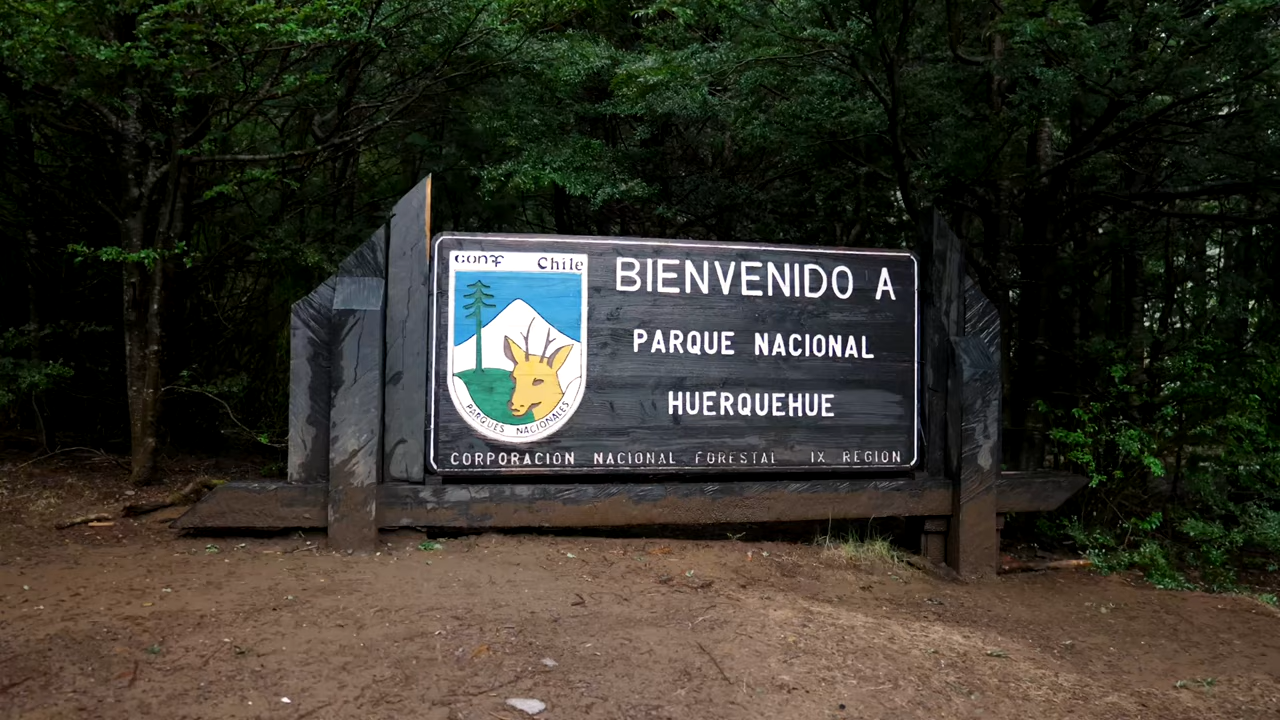 conaf Chile
PARQUES NACIONALES
BIENVENIDO A
PARQUE NACIONAL
HUERQUEHUE
CORPORACION NACIONAL FORESTAL IX REGION